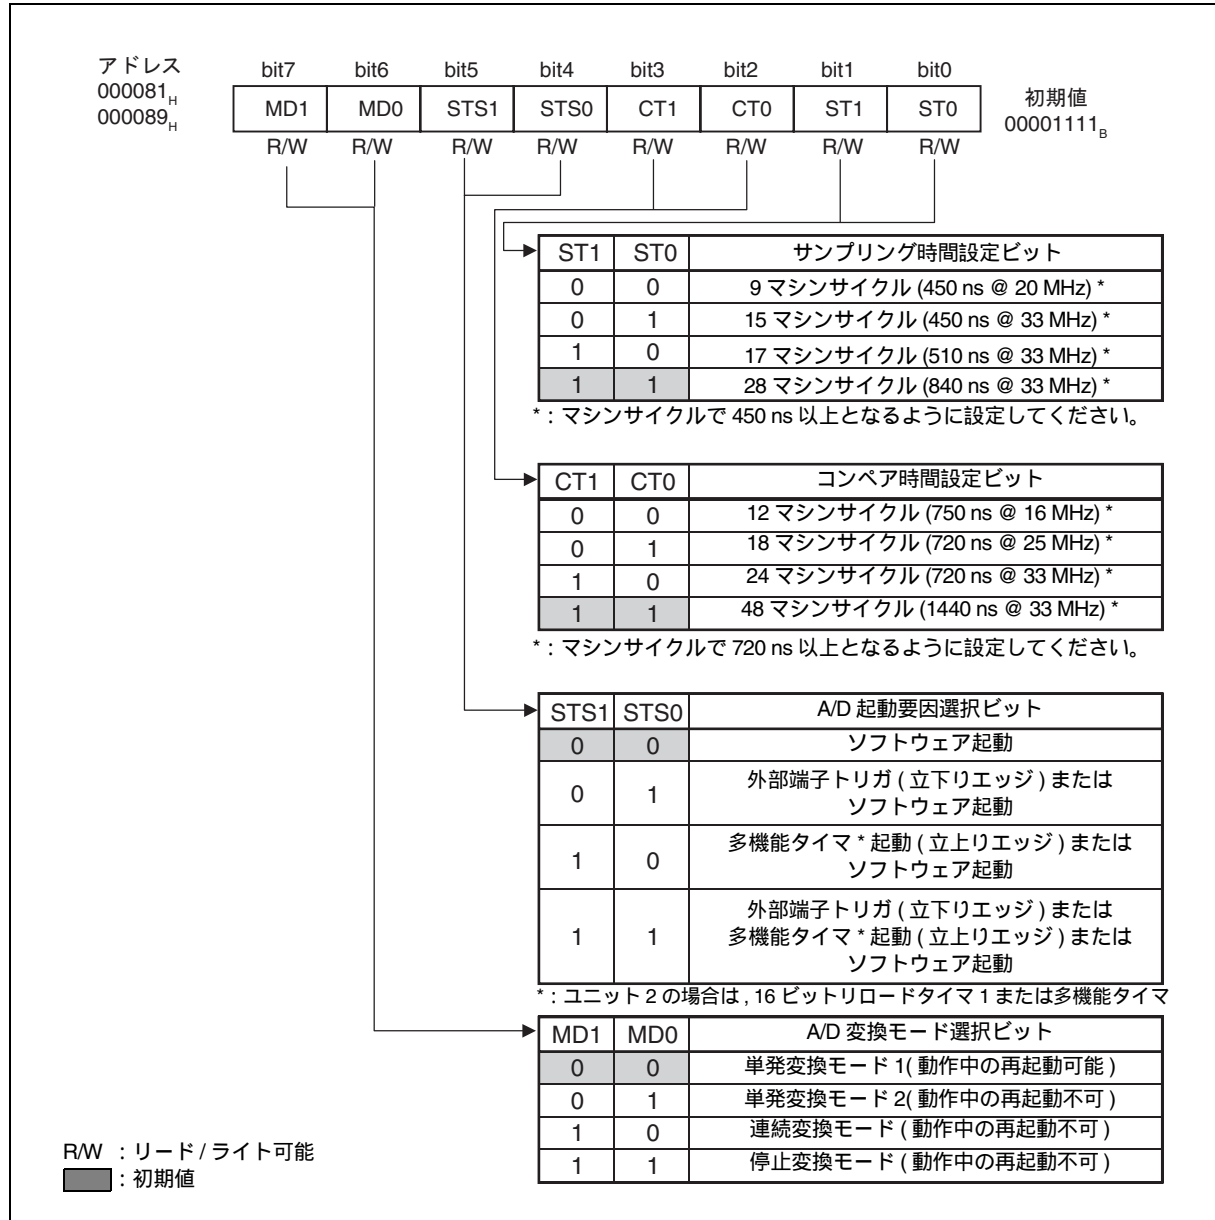 アドレス
000081H
000089H
bit7 bit6 bit5 bit4 bit3 bit2 bit1 bit0
MD1 MD0 STS1 STS0 CT1 CT0 ST1 ST0
R/W R/W R/W R/W R/W R/W R/W R/W
初期値
00001111B
ST1 ST0 サンプリング時間設定ビット
0 0 9 マシンサイクル (450 ns @ 20 MHz) *
0 1 15 マシンサイクル (450 ns @ 33 MHz) *
1 0 17 マシンサイクル (510 ns @ 33 MHz) *
1 1 28 マシンサイクル (840 ns @ 33 MHz) *
* : マシンサイクルで 450 ns 以上となるように設定してください。
CT1 CT0 コンペア時間設定ビット
0 0 12 マシンサイクル (750 ns @ 16 MHz) *
0 1 18 マシンサイクル (720 ns @ 25 MHz) *
1 0 24 マシンサイクル (720 ns @ 33 MHz) *
1 1 48 マシンサイクル (1440 ns @ 33 MHz) *
* : マシンサイクルで 720 ns 以上となるように設定してください。
STS1 STS0 A/D 起動要因選択ビット
0 0 ソフトウェア起動
0 1 外部端子トリガ ( 立下りエッジ ) または
ソフトウェア起動
1 0 多機能タイマ * 起動 ( 立上りエッジ ) または
ソフトウェア起動
外部端子トリガ ( 立下りエッジ ) または
1 1 多機能タイマ * 起動 ( 立上りエッジ ) または
ソフトウェア起動
* : ユニット 2 の場合は , 16 ビットリロードタイマ 1 または多機能タイマ
MD1 MD0 A/D 変換モード選択ビット
0 0 単発変換モード 1( 動作中の再起動可能 )
0 1 単発変換モード 2( 動作中の再起動不可 )
1 0 連続変換モード ( 動作中の再起動不可 )
1 1 停止変換モード ( 動作中の再起動不可 )
R/W : リード / ライト可能
: 初期値